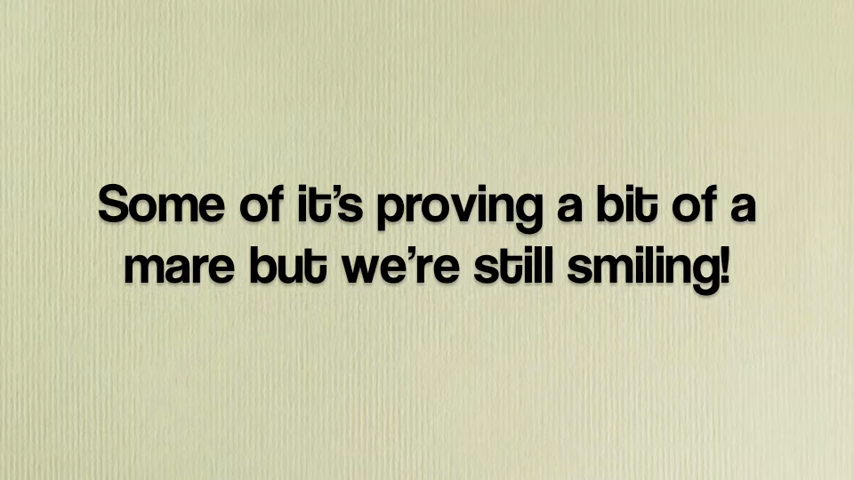 Some of it’s proving a bit of a
mare but we’re still smiling!